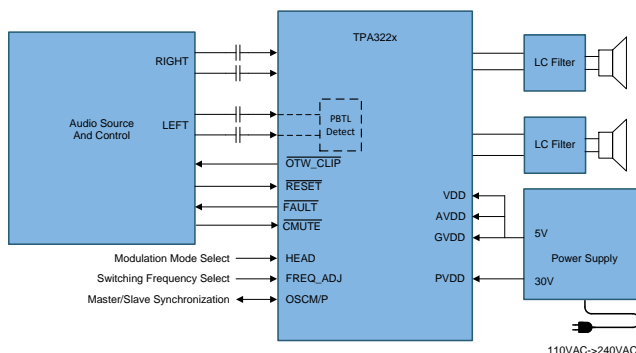 TPA322x
RIGHT
LC Filter
Audio Source
And Control
LEFT
PBTL
Detect
LC Filter
OTW_CLIP
RESET
FAULT
CMUTE
VDD
AVDD
GVDD
5V
Power Supply
Modulation Mode Select
HEAD
Switching Frequency Select
FREQ_ADJ
PVDD
30V
Master/Slave Synchronization
OSCM/P
110VAC->240VAC